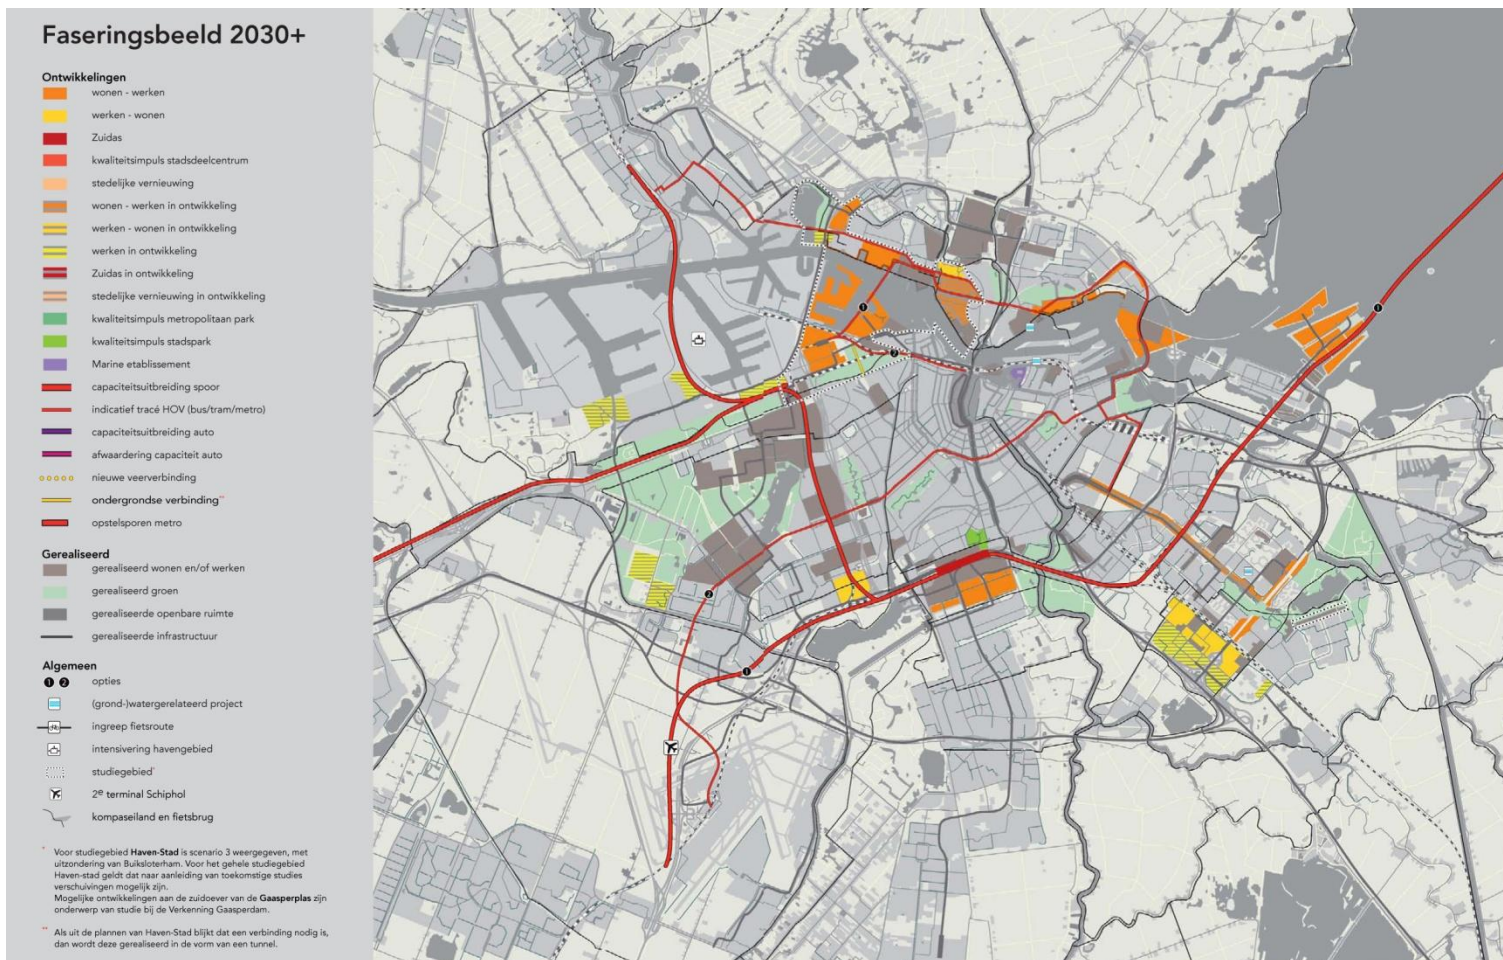 Faseringsbeeld 2030+
Ontwikkelingen
wonen - werken
werken - wonen
Zuidas
kwaliteitsimpuls stadsdeelcentrum
stedelijke vernieuwing
wonen - werken in ontwikkeling
werken - wonen in ontwikkeling
werken in ontwikkeling
Zuidas in ontwikkeling
stedelijke vernieuwing in ontwikkeling
kwaliteitsimpuls metropolitaan park
kwaliteitsimpuls stadspark
Marine etablissement
capaciteitsuitbreiding spoor
indicatief tracé HOV (bus/tram/metro)
capaciteitsuitbreiding auto
afwaardering capaciteit auto
nieuwe veerverbinding
ondergrondse verbinding**
opstelsporen metro
Gerealiseerd
gerealiseerd wonen en/of werken
gerealiseerd groen
gerealiseerde openbare ruimte
gerealiseerde infrastructuur
Algemeen
1 2 opties
(grond-)watergerelateerd project
ingreep fietsroute
intensivering havengebied
studiegebied*
2e terminal Schiphol
kompaseiland en fietsbrug
* Voor studiegebied Haven-Stad is scenario 3 weergegeven, met
uitzondering van Buiksloterham. Voor het gehele studiegebied
Haven-stad geldt dat naar aanleiding van toekomstige studies
verschuivingen mogelijk zijn.
Mogelijke ontwikkelingen aan de zuidoever van de Gaasperplas zijn
onderwerp van studie bij de Verkenning Gaasperdam.
** Als uit de plannen van Haven-Stad blijkt dat een verbinding nodig is,
dan wordt deze gerealiseerd in de vorm van een tunnel.
1
1
2
2
1